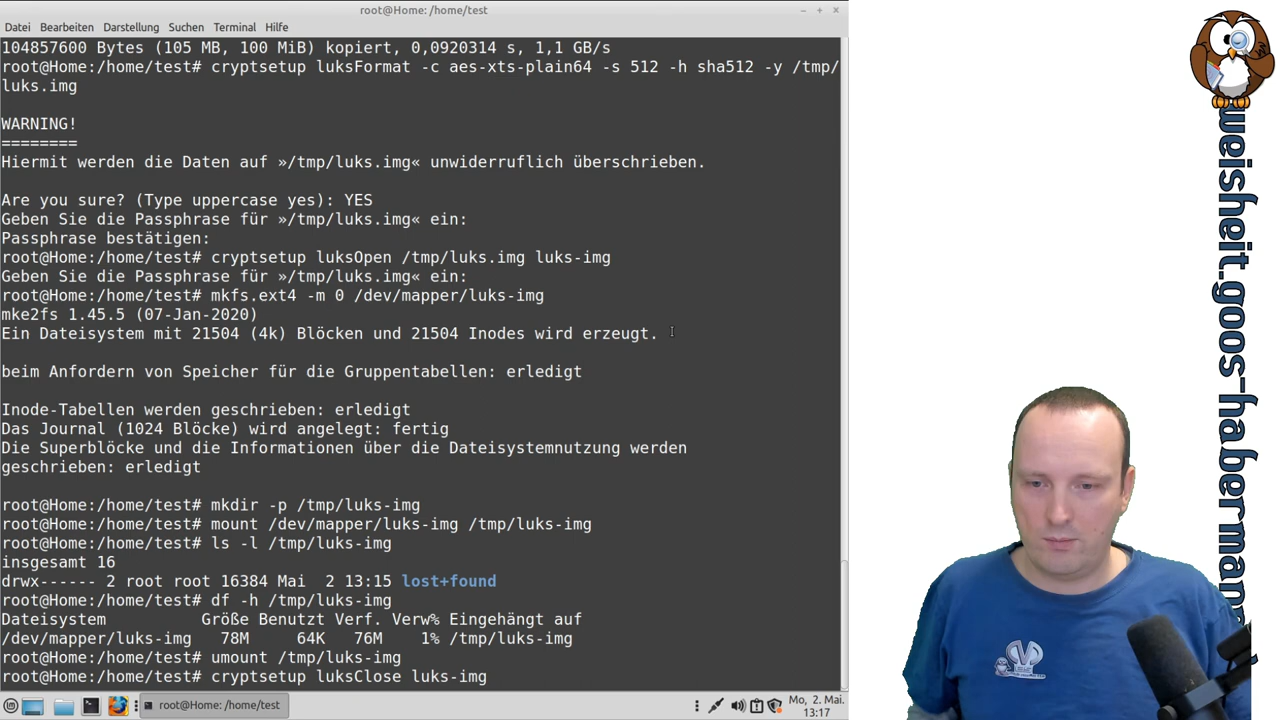 root@Home: /home/test
Datei Bearbeiten Darstellung Suchen Terminal Hilfe
104857600 Bytes (105 MB, 100 MiB) kopiert, 0,0920314 s, 1,1 GB/s
root@Home:/home/test# cryptsetup luksFormat -c aes-xts-plain64 -s 512 -h sha512 -y /tmp/
luks.img
WARNING!
========
Hiermit werden die Daten auf »/tmp/luks.img« unwiderruflich überschrieben.
Are you sure? (Type uppercase yes): YES
Geben Sie die Passphrase für »/tmp/luks.img« ein:
Passphrase bestätigen:
root@Home:/home/test# cryptsetup luksOpen /tmp/luks.img luks-img
Geben Sie die Passphrase für »/tmp/luks.img« ein:
root@Home:/home/test# mkfs.ext4 -m 0 /dev/mapper/luks-img
mke2fs 1.45.5 (07-Jan-2020)
Ein Dateisystem mit 21504 (4k) Blöcken und 21504 Inodes wird erzeugt.
beim Anfordern von Speicher für die Gruppentabellen: erledigt
Inode-Tabellen werden geschrieben: erledigt
Das Journal (1024 Blöcke) wird angelegt: fertig
Die Superblöcke und die Informationen über die Dateisystemnutzung werden
geschrieben: erledigt
root@Home:/home/test# mkdir -p /tmp/luks-img
root@Home:/home/test# mount /dev/mapper/luks-img /tmp/luks-img
root@Home:/home/test# ls -l /tmp/luks-img
insgesamt 16
drwx------ 2 root root 16384 Mai  2 13:15 lost+found
root@Home:/home/test# df -h /tmp/luks-img
Dateisystem          Größe Benutzt Verf. Verw% Eingehängt auf
/dev/mapper/luks-img   78M     64K   76M    1% /tmp/luks-img
root@Home:/home/test# umount /tmp/luks-img
root@Home:/home/test# cryptsetup luksClose luks-img
root@Home: /home/test
Mo, 2. Mai.
13:17
weisheit.goos-habermann